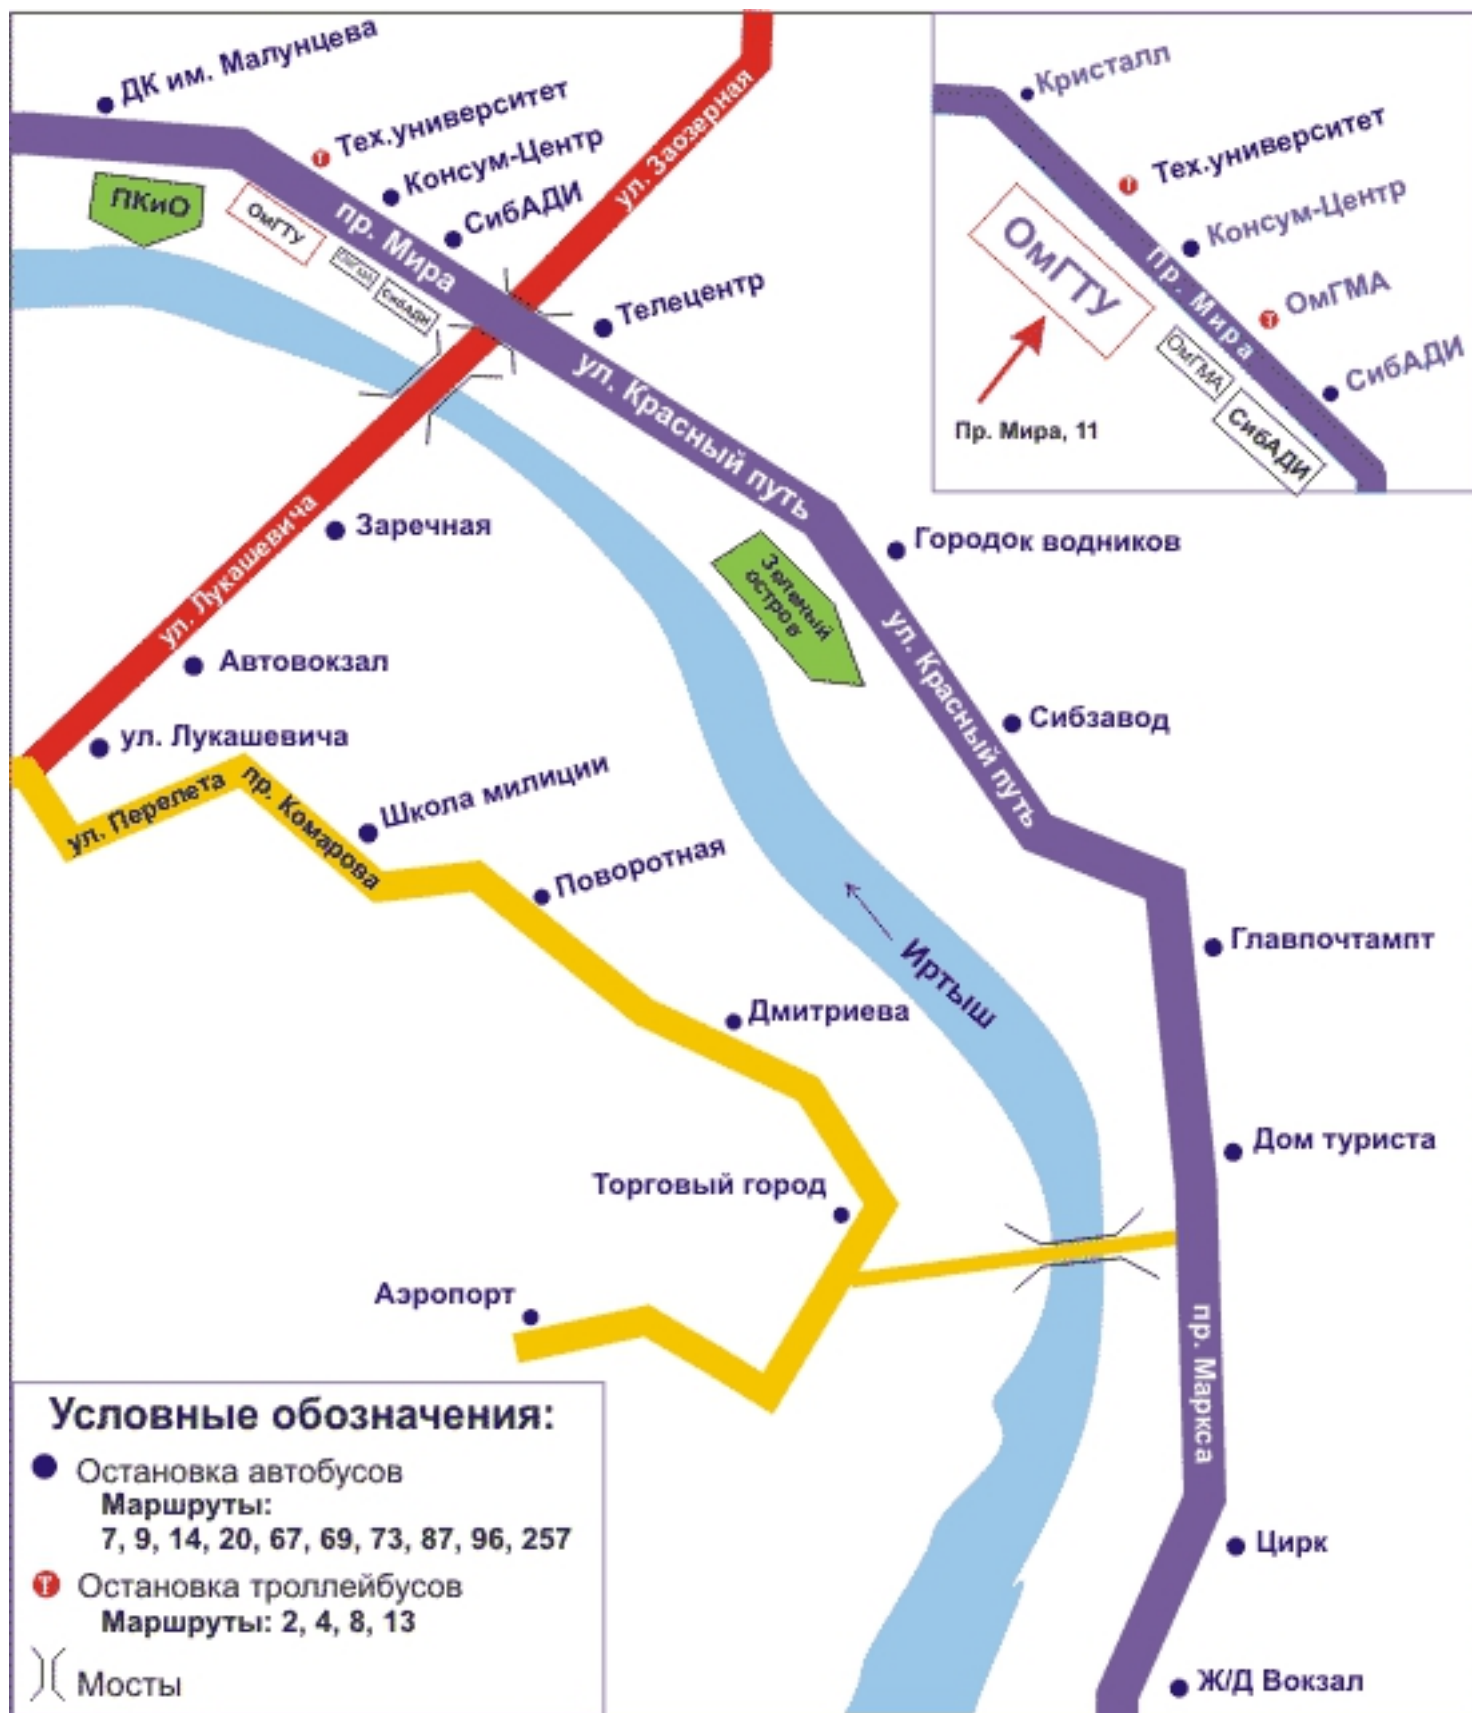 ДК им. Малунцева
Тех.университет
Консум-Центр
СибАДИ
ул. Заозерная
ПКиО
ОмГТУ
ОмГМА
СибАДИ
пр. Мира
Телецентр
ул. Красный путь
Кристалл
Тех.университет
Консум-Центр
ОмГМА
СибАДИ
ОмГТУ
Пр. Мира
ОмГМА
СибАДИ
Пр. Мира, 11
Заречная
ул. Лукашевича
Городок водников
Зеленый
остров
ул. Красный путь
Автовокзал
ул. Лукашевича
Сибзавод
ул. Перелета
пр. Комарова
Школа милиции
Поворотная
Иртыш
Главпочтампт
Дмитриева
Дом туриста
Торговый город
Аэропорт
пр. Маркса
Цирк
Ж/Д Вокзал
Условные обозначения:
Остановка автобусов
Маршруты:
7, 9, 14, 20, 67, 69, 73, 87, 96, 257
Т Остановка троллейбусов
Маршруты: 2, 4, 8, 13
Мосты